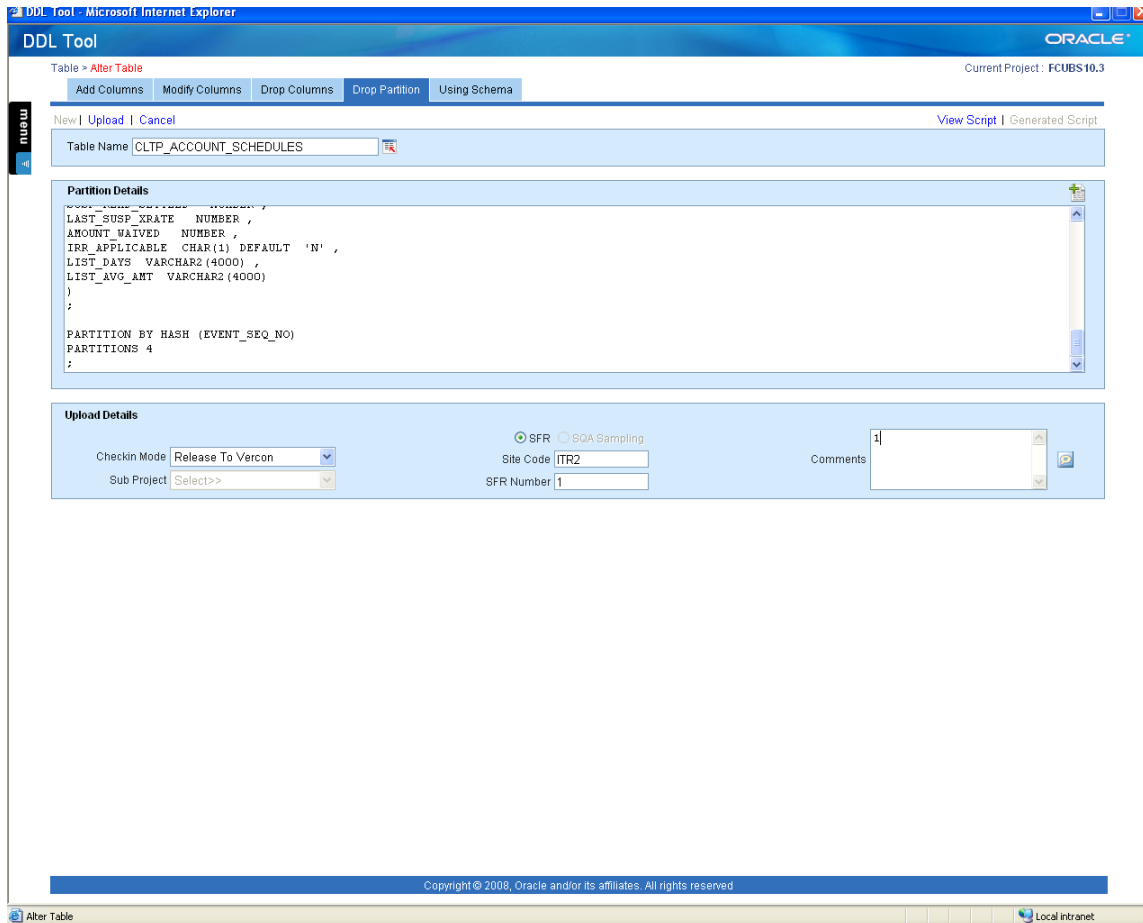 DDL Tool - Microsoft Internet Explorer
DDL Tool
ORACLE
Table > Alter Table
Current Project : FCUBS10.3
Add Columns Modify Columns Drop Columns Drop Partition Using Schema
menu
New | Upload | Cancel
View Script | Generated Script
Table Name CLTP_ACCOUNT_SCHEDULES
Partition Details
LAST_SUSP_XRATE NUMBER ,
AMOUNT_WAIVED NUMBER ,
IRR_APPLICABLE CHAR(1) DEFAULT 'N' ,
LIST_DAYS VARCHAR2(4000) ,
LIST_AVG_AMT VARCHAR2(4000)
)
;
PARTITION BY HASH (EVENT_SEQ_NO)
PARTITIONS 4
;
Upload Details
SFR SQA Sampling
Checkin Mode Release To Vercon
Site Code ITR2
Comments 1
Sub Project Select>>
SFR Number 1
Copyright © 2008, Oracle and/or its affiliates. All rights reserved
Alter Table
Local intranet